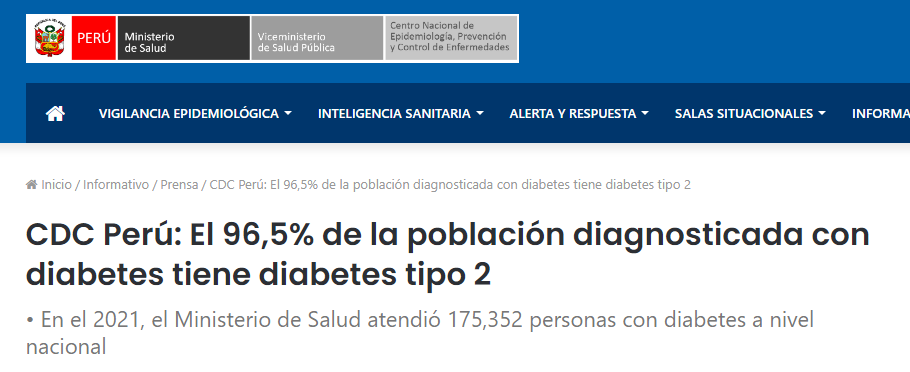 PERÚ
Ministerio
de Salud
Viceministerio
de Salud Pública
Centro Nacional de
Epidemiología, Prevención
y Control de Enfermedades
VIGILANCIA EPIDEMIOLÓGICA
INTELIGENCIA SANITARIA
ALERTA Y RESPUESTA
SALAS SITUACIONALES
INFORMA
Inicio / Informativo / Prensa / CDC Perú: El 96,5% de la población diagnosticada con diabetes tiene diabetes tipo 2
CDC Perú: El 96,5% de la población diagnosticada con
diabetes tiene diabetes tipo 2
• En el 2021, el Ministerio de Salud atendió 175,352 personas con diabetes a nivel
nacional